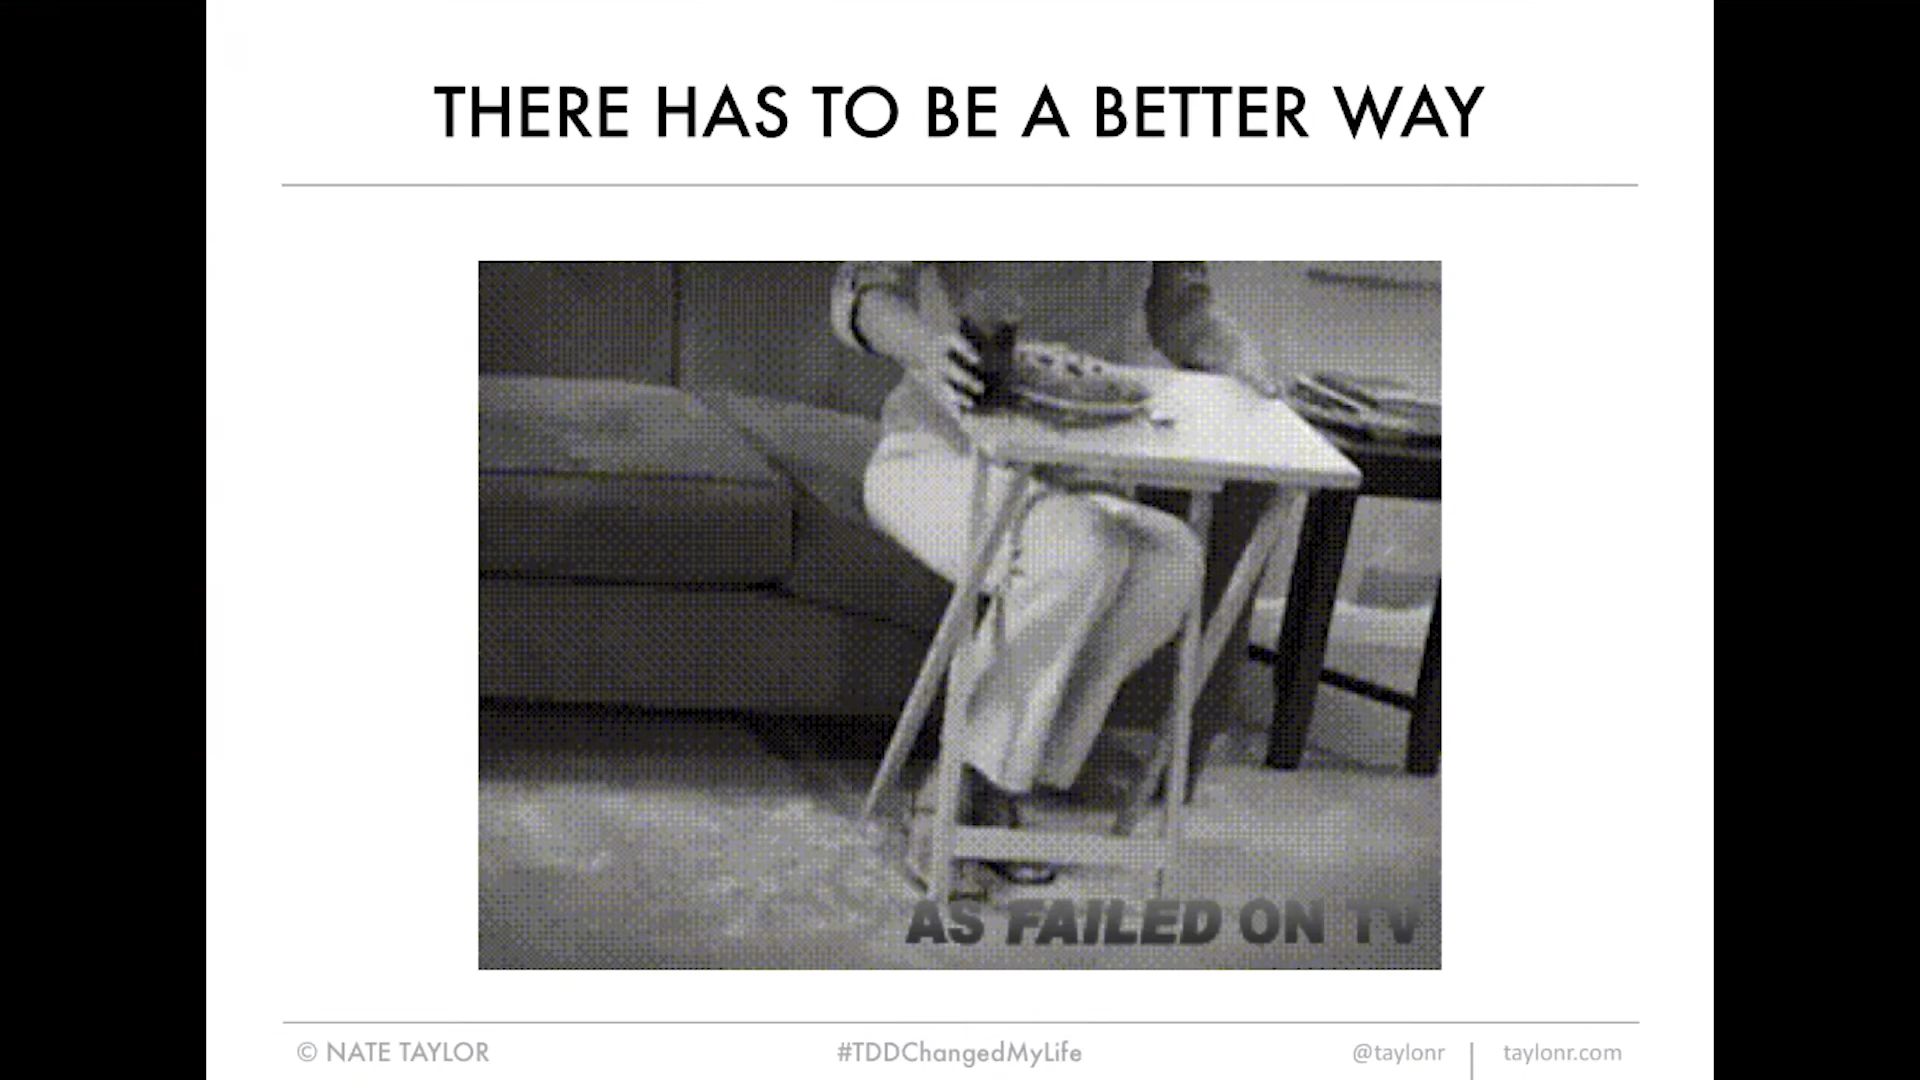 THERE HAS TO BE A BETTER WAY
AS FAILED ON TV
© NATE TAYLOR
#TDDChangedMyLife
@taylonr
taylonr.com